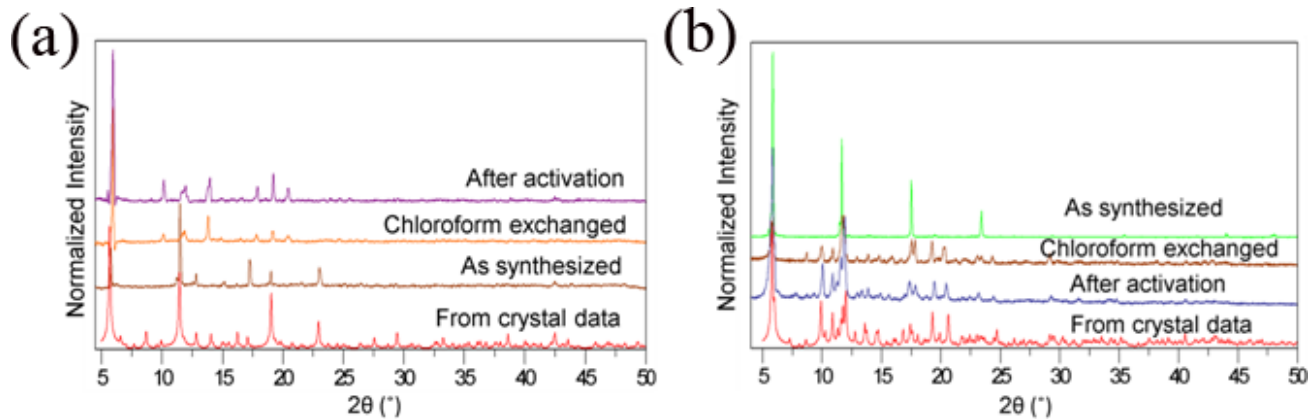 (a)
Normalized Intensity
After activation
Chloroform exchanged
As synthesized
From crystal data
5 10 15 20 25 30 35 40 45 50
2θ (°)
(b)
Normalized Intensity
As synthesized
Chloroform exchanged
After activation
From crystal data
5 10 15 20 25 30 35 40 45 50
2θ (°)